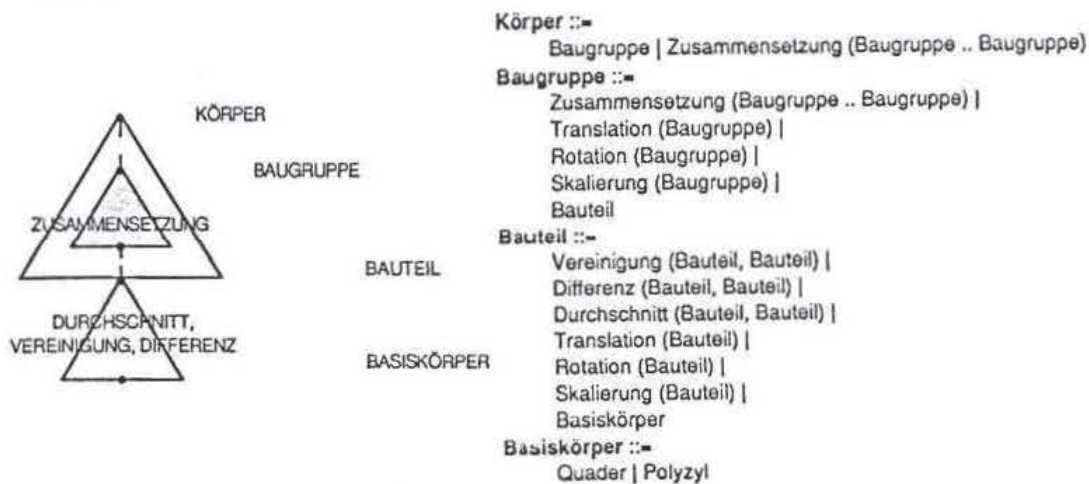 KÖRPER
BAUGRUPPE
ZUSAMMENSETZUNG
BAUTEIL
DURCHSCHNITT,
VEREINIGUNG, DIFFERENZ
BASISKÖRPER
Körper ::=
Baugruppe | Zusammensetzung (Baugruppe .. Baugruppe)
Baugruppe ::=
Zusammensetzung (Baugruppe .. Baugruppe) |
Translation (Baugruppe) |
Rotation (Baugruppe) |
Skalierung (Baugruppe) |
Bauteil
Bauteil ::=
Vereinigung (Bauteil, Bauteil) |
Differenz (Bauteil, Bauteil) |
Durchschnitt (Bauteil, Bauteil) |
Translation (Bauteil) |
Rotation (Bauteil) |
Skalierung (Bauteil) |
Basiskörper
Basiskörper ::=
Quader | Polyzyl